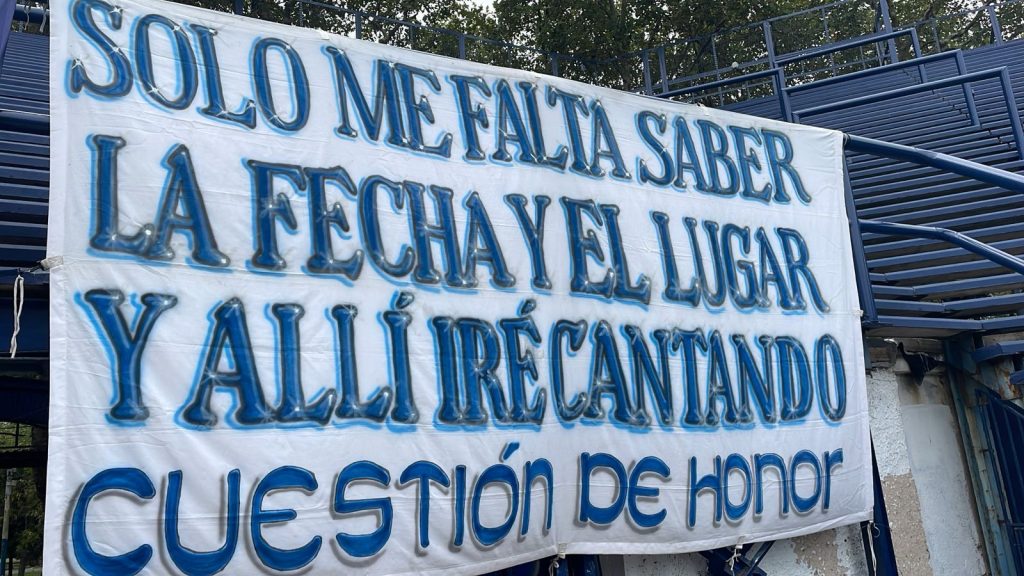 SOLO ME FALTA SABER
LA FECHA Y EL LUGAR
Y ALLÍ IRÉ CANTANDO
CUESTIÓN DE HONOR